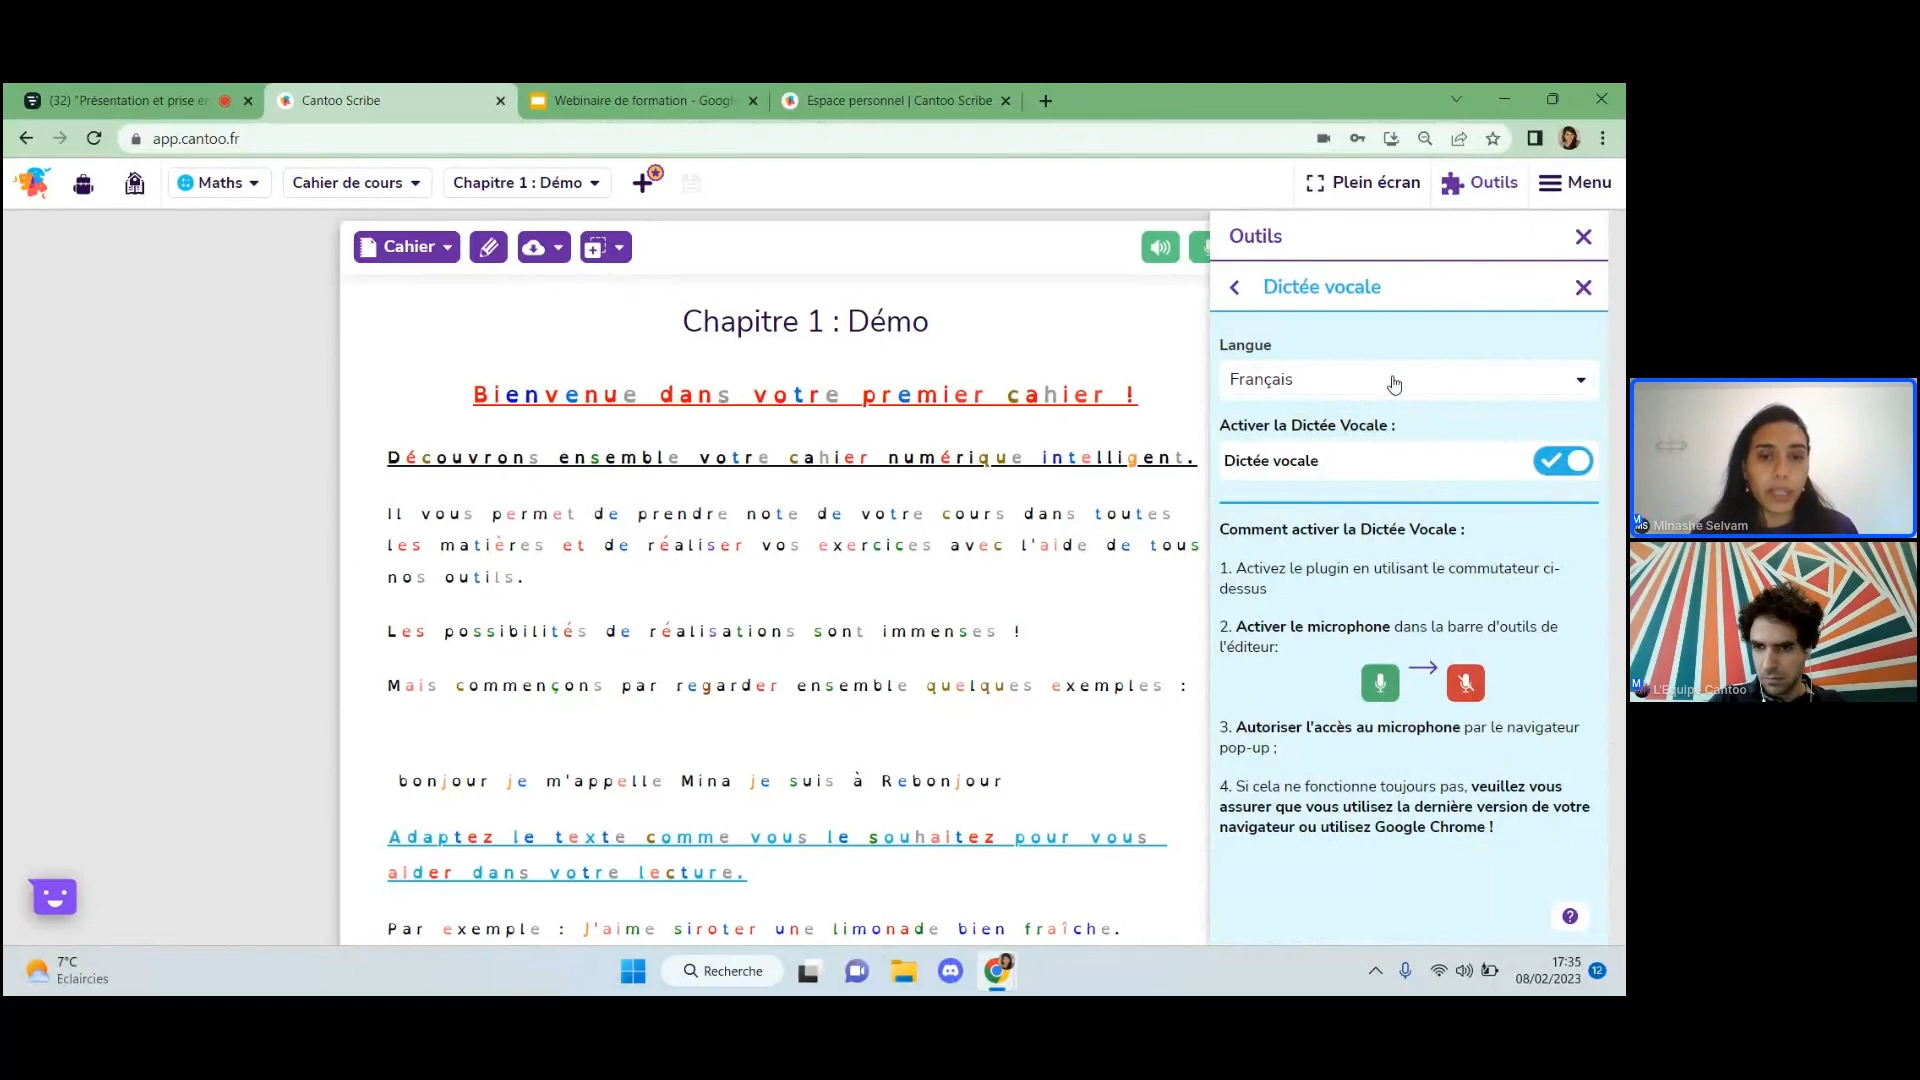 (32) "Présentation et prise en
Cantoo Scribe
Webinaire de formation - Googl
Espace personnel | Cantoo Scribe
app.cantoo.fr
Maths
Cahier de cours
Chapitre 1 : Démo
Plein écran
Outils
Menu
Cahier
Chapitre 1 : Démo
Bienvenue dans votre premier cahier !
Découvrons ensemble votre cahier numérique intelligent.
Il vous permet de prendre note de votre cours dans toutes
les matières et de réaliser vos exercices avec l'aide de tous
nos outils.
Les possibilités de réalisations sont immenses !
Mais commençons par regarder ensemble quelques exemples :
bonjour je m'appelle Mina je suis à Rebonjour
Adaptez le texte comme vous le souhaitez pour vous
aider dans votre lecture.
Par exemple : J'aime siroter une limonade bien fraîche.
Outils
Dictée vocale
Langue
Français
Activer la Dictée Vocale :
Dictée vocale
Comment activer la Dictée Vocale :
1. Activez le plugin en utilisant le commutateur ci-
dessus
2. Activer le microphone dans la barre d'outils de
l'éditeur:
3. Autoriser l'accès au microphone par le navigateur
pop-up ;
4. Si cela ne fonctionne toujours pas, veuillez vous
assurer que vous utilisez la dernière version de votre
navigateur ou utilisez Google Chrome !
?
Minashe Selvam
L'Equipe Cantoo
7°C
Eclaircies
Recherche
17:35
08/02/2023
12